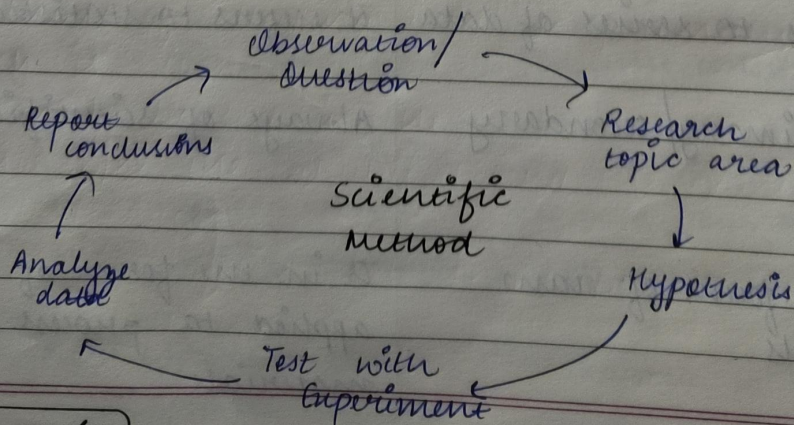 Observation/
Question
Research
topic area
Hypothesis
Test with
Experiment
Analyze
data
Report
conclusions
Scientific
Method